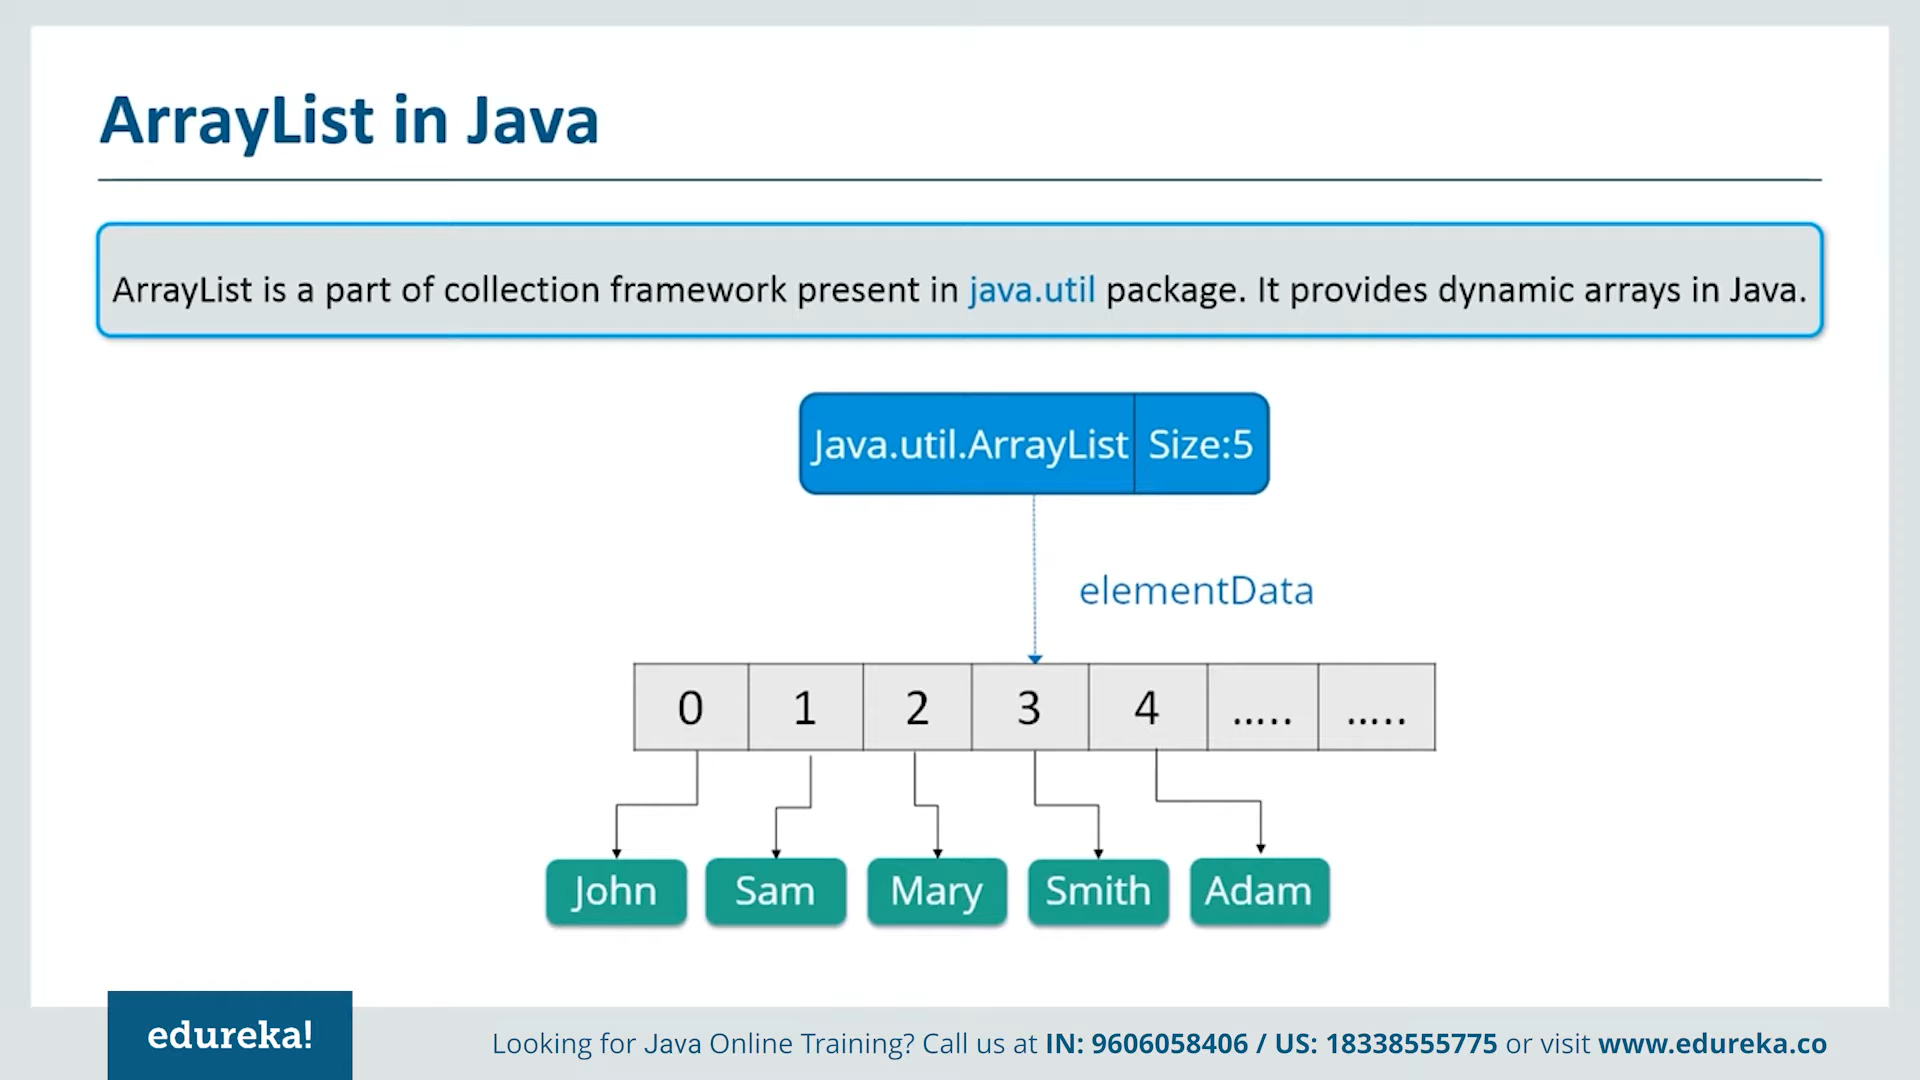 ArrayList in Java
ArrayList is a part of collection framework present in java.util package. It provides dynamic arrays in Java.
Java.util.ArrayList Size:5
elementData
0 1 2 3 4 ..... .....
John Sam Mary Smith Adam
edureka!
Looking for Java Online Training? Call us at IN: 9606058406 / US: 18338555775 or visit www.edureka.co